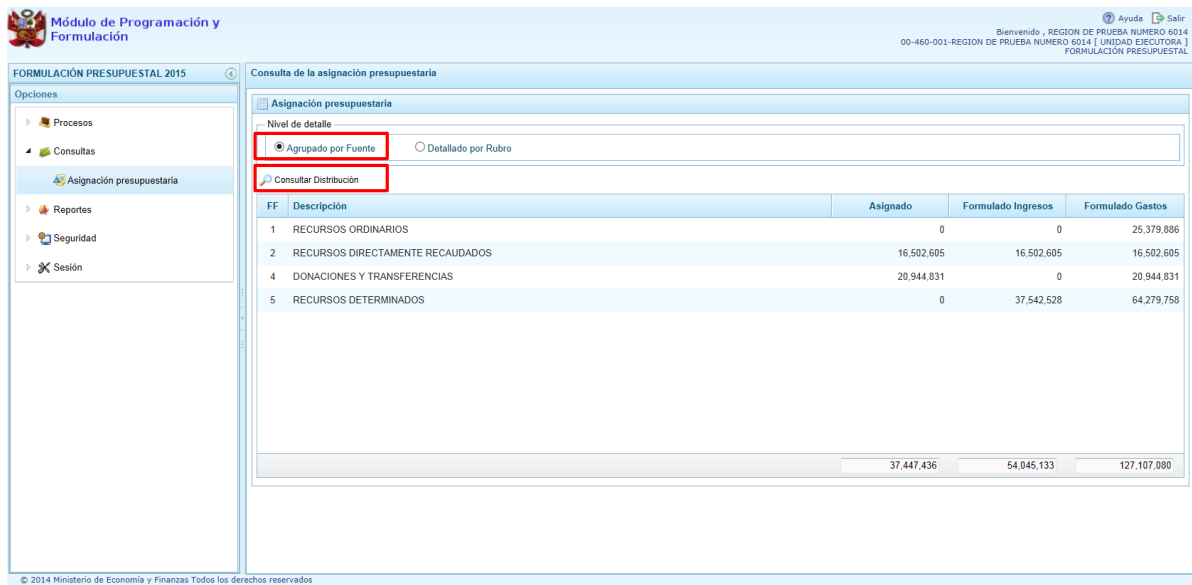 Módulo de Programación y
Formulación
Ayuda Salir
Bienvenido , REGION DE PRUEBA NUMERO 6014
00-460-001-REGION DE PRUEBA NUMERO 6014 [ UNIDAD EJECUTORA ]
FORMULACIÓN PRESUPUESTAL
FORMULACIÓN PRESUPUESTAL 2015
Opciones
Procesos
Consultas
Asignación presupuestaria
Reportes
Seguridad
Sesión
Consulta de la asignación presupuestaria
Asignación presupuestaria
Nivel de detalle
Agrupado por Fuente Detallado por Rubro
Consultar Distribución
FF Descripción Asignado Formulado Ingresos Formulado Gastos
1 RECURSOS ORDINARIOS 0 0 25,379,886
2 RECURSOS DIRECTAMENTE RECAUDADOS 16,502,605 16,502,605 16,502,605
4 DONACIONES Y TRANSFERENCIAS 20,944,831 0 20,944,831
5 RECURSOS DETERMINADOS 0 37,542,528 64,279,758
37,447,436 54,045,133 127,107,080
© 2014 Ministerio de Economía y Finanzas Todos los derechos reservados